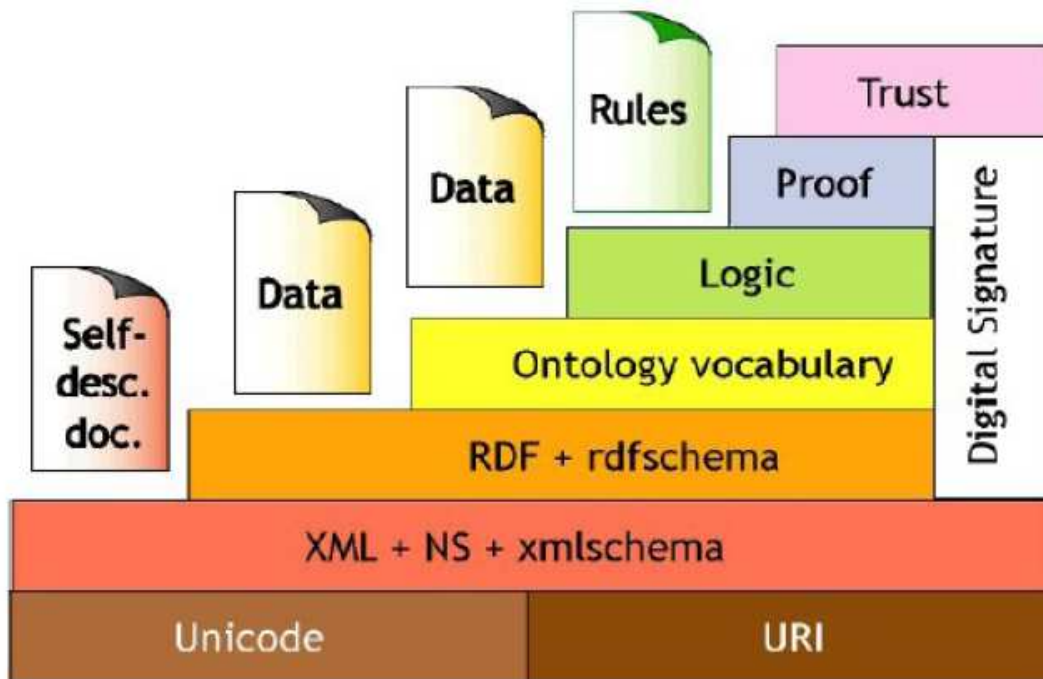 Trust
Rules
Proof
Data
Logic
Data
Self-
desc.
doc.
Ontology vocabulary
Digital Signature
RDF + rdfschema
XML + NS + xmlschema
Unicode
URI